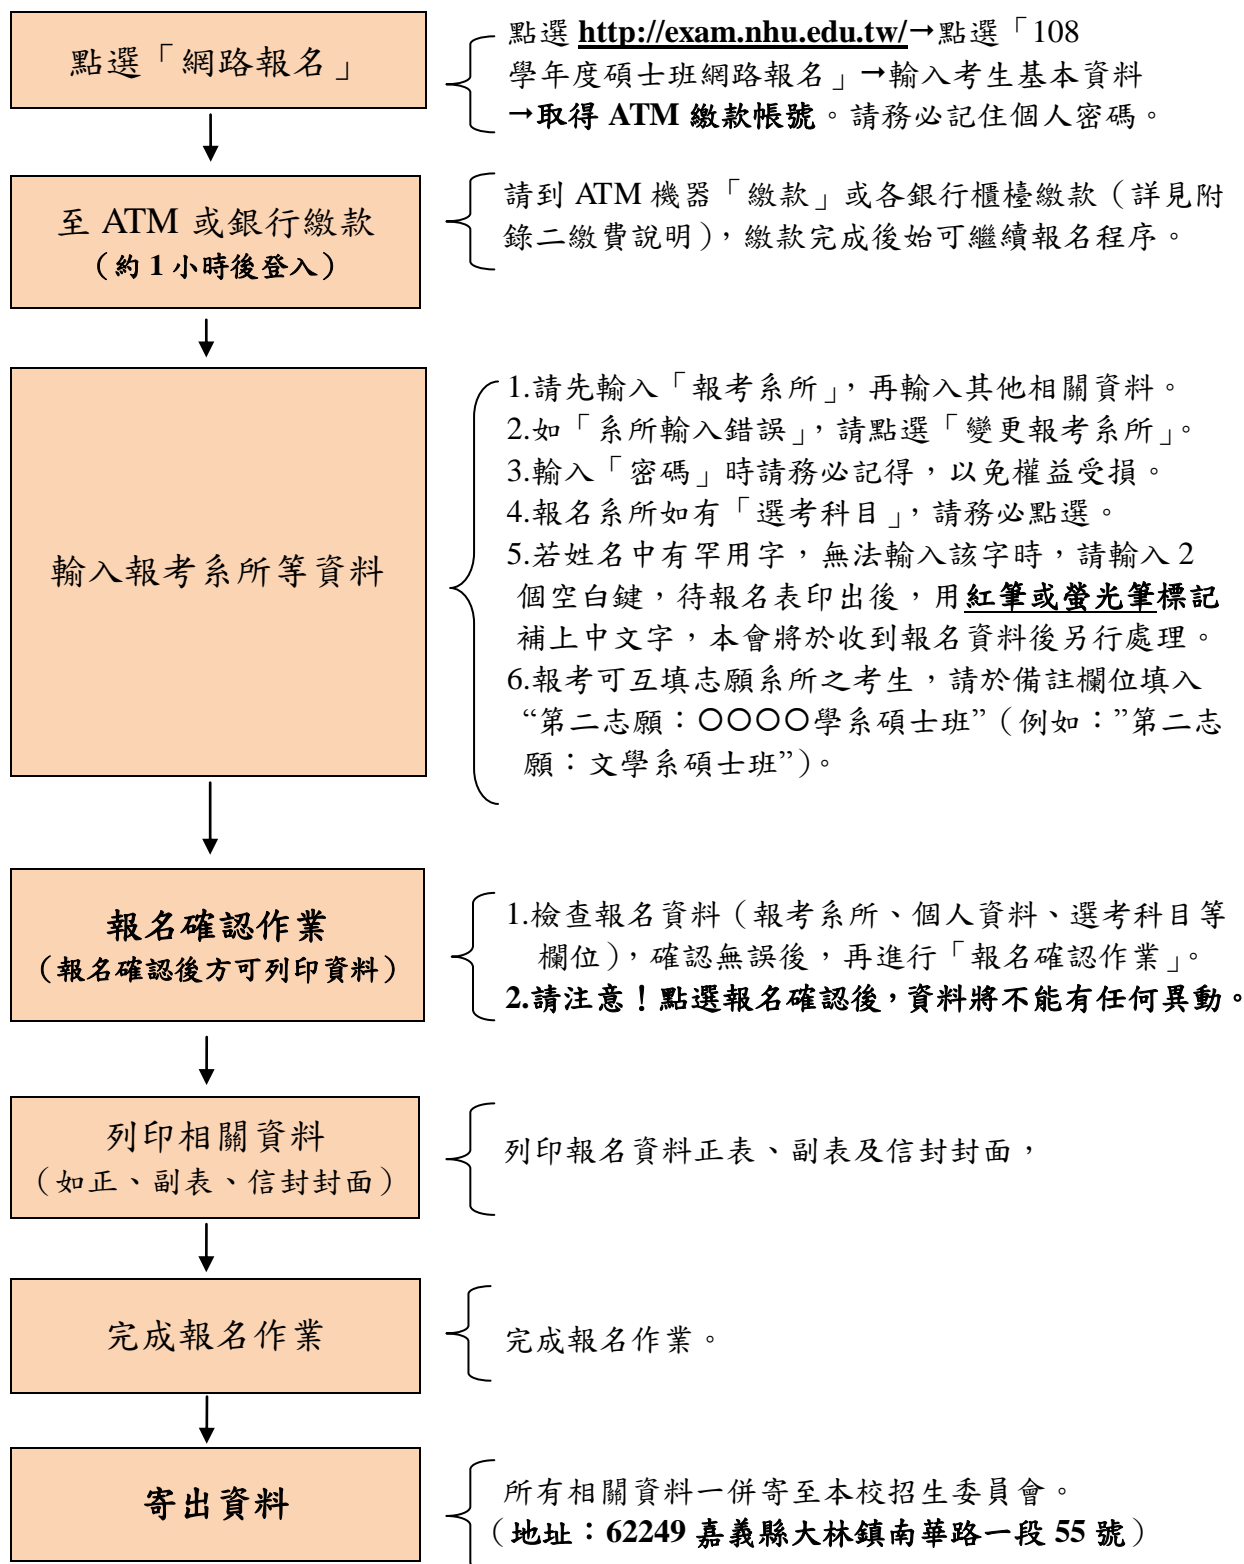 點選「網路報名」
點選 http://exam.nhu.edu.tw/→點選「108
學年度碩士班網路報名」→輸入考生基本資料
→取得 ATM 繳款帳號。請務必記住個人密碼。
至 ATM 或銀行繳款
（約 1 小時後登入）
請到 ATM 機器「繳款」或各銀行櫃檯繳款（詳見附
錄二繳費說明），繳款完成後始可繼續報名程序。
輸入報考系所等資料
1.請先輸入「報考系所」，再輸入其他相關資料。
2.如「系所輸入錯誤」，請點選「變更報考系所」。
3.輸入「密碼」時請務必記得，以免權益受損。
4.報名系所如有「選考科目」，請務必點選。
5.若姓名中有罕用字，無法輸入該字時，請輸入 2
個空白鍵，待報名表印出後，用紅筆或螢光筆標記
補上中文字，本會將於收到報名資料後另行處理。
6.報考可互填志願系所之考生，請於備註欄位填入
“第二志願：○○○○學系碩士班”（例如：”第二志
願：文學系碩士班”）。
報名確認作業
（報名確認後方可列印資料）
1.檢查報名資料（報考系所、個人資料、選考科目等
欄位），確認無誤後，再進行「報名確認作業」。
2.請注意！點選報名確認後，資料將不能有任何異動。
列印相關資料
（如正、副表、信封封面）
列印報名資料正表、副表及信封封面，
完成報名作業
完成報名作業。
寄出資料
所有相關資料一併寄至本校招生委員會。
（地址：62249 嘉義縣大林鎮南華路一段 55 號）